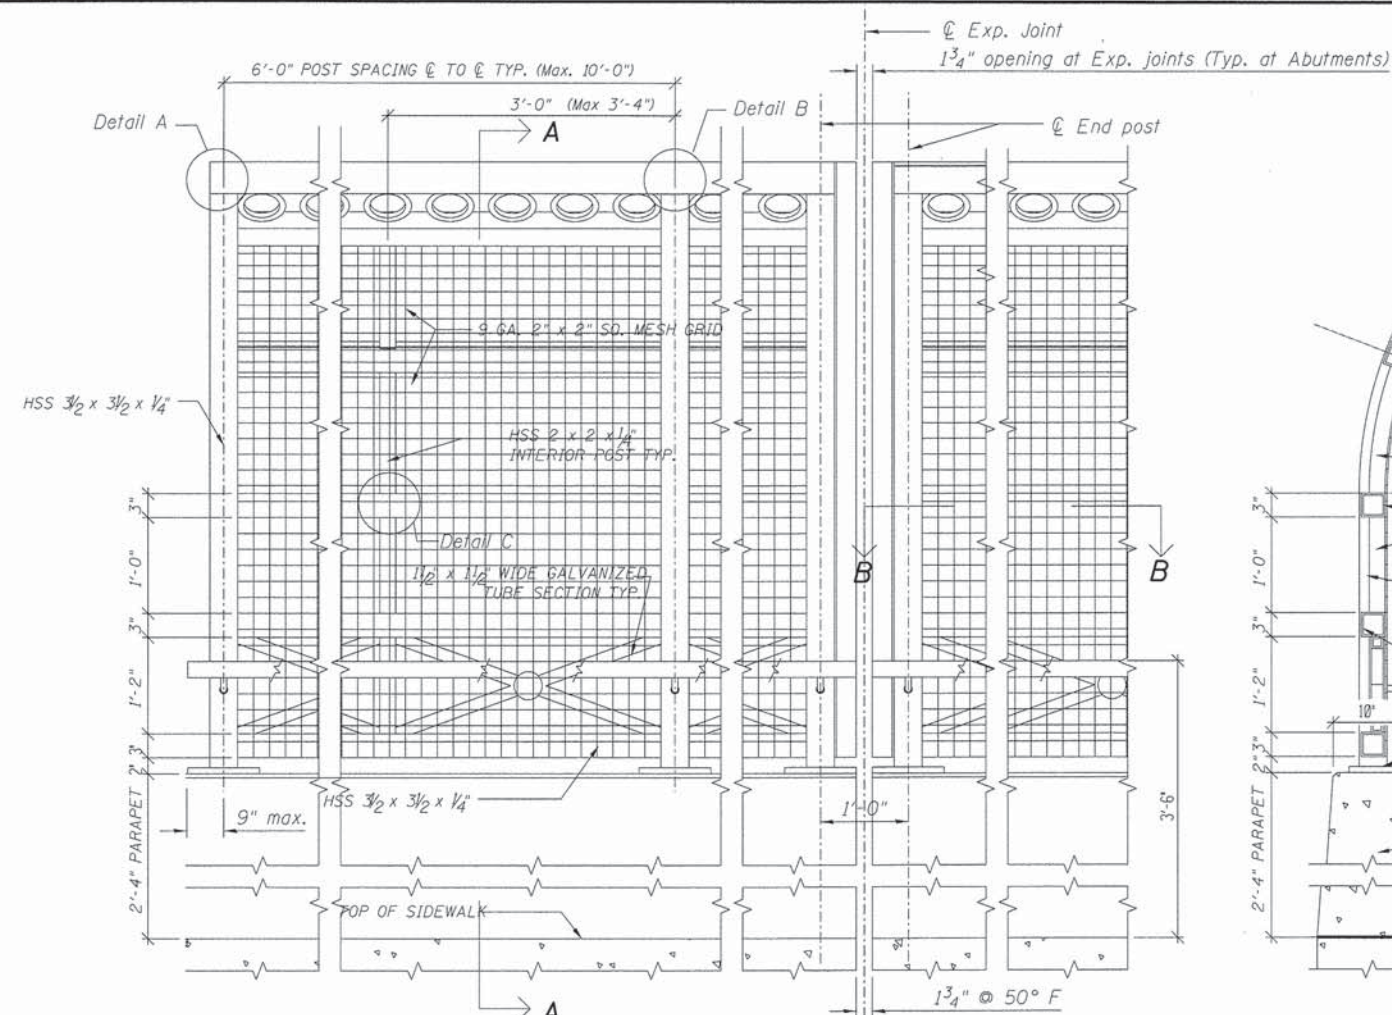 ℄ Exp. Joint
1¾" opening at Exp. joints (Typ. at Abutments)
6'-0" POST SPACING ℄ TO ℄ TYP. (Max. 10'-0")
3'-0" (Max 3'-4")
Detail A
A
Detail B
℄ End post
9 GA. 2" x 2" SQ. MESH GRID
HSS 3½ x 3½ x ¼"
HSS 2 x 2 x ¼"
INTERIOR POST TYP.
3"
1'-0"
3"
1'-2"
3"
2"
2'-4" PARAPET
Detail C
1½" x 1½" WIDE GALVANIZED
TUBE SECTION TYP.
B
B
HSS 3½ x 3½ x ¼"
9" max.
1'-0"
3'-6"
TOP OF SIDEWALK
1¾" @ 50° F
A
3"
1'-0"
3"
1'-2"
10"
3"
2"
2'-4" PARAPET